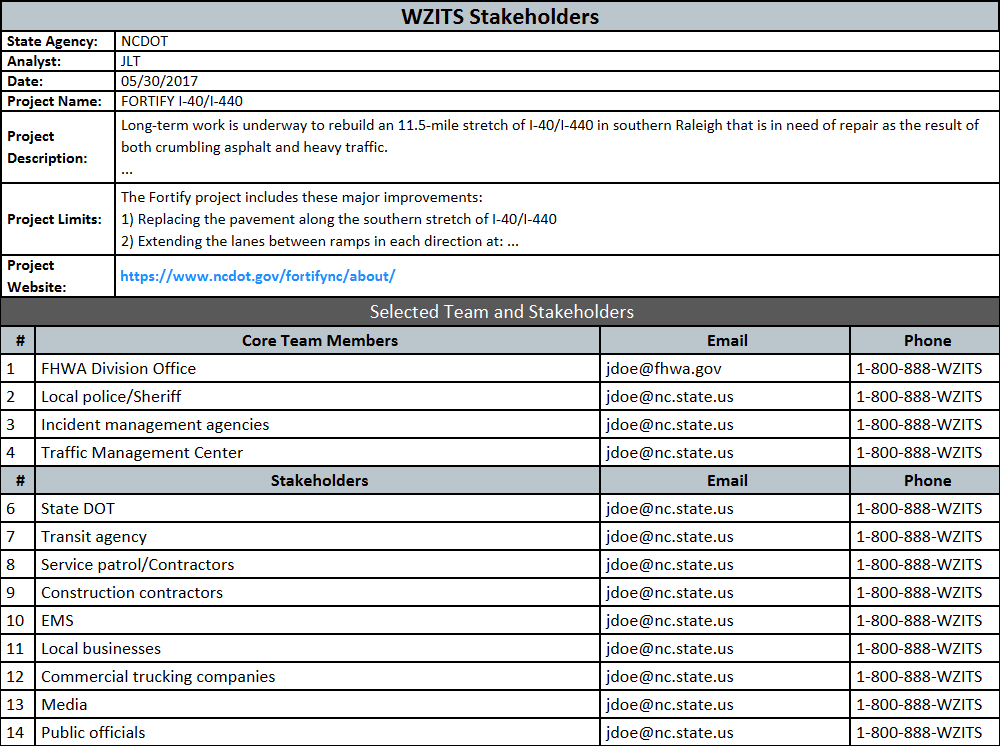 WZITS Stakeholders
State Agency: NCDOT
Analyst: JLT
Date: 05/30/2017
Project Name: FORTIFY I-40/I-440
Project Description: Long-term work is underway to rebuild an 11.5-mile stretch of I-40/I-440 in southern Raleigh that is in need of repair as the result of
both crumbling asphalt and heavy traffic.
...
Project Limits: The Fortify project includes these major improvements:
1) Replacing the pavement along the southern stretch of I-40/I-440
2) Extending the lanes between ramps in each direction at: ...
Project Website: https://www.ncdot.gov/fortifync/about/
Selected Team and Stakeholders
# Core Team Members Email Phone
1 FHWA Division Office jdoe@fhwa.gov 1-800-888-WZITS
2 Local police/Sheriff jdoe@nc.state.us 1-800-888-WZITS
3 Incident management agencies jdoe@nc.state.us 1-800-888-WZITS
4 Traffic Management Center jdoe@nc.state.us 1-800-888-WZITS
# Stakeholders Email Phone
6 State DOT jdoe@nc.state.us 1-800-888-WZITS
7 Transit agency jdoe@nc.state.us 1-800-888-WZITS
8 Service patrol/Contractors jdoe@nc.state.us 1-800-888-WZITS
9 Construction contractors jdoe@nc.state.us 1-800-888-WZITS
10 EMS jdoe@nc.state.us 1-800-888-WZITS
11 Local businesses jdoe@nc.state.us 1-800-888-WZITS
12 Commercial trucking companies jdoe@nc.state.us 1-800-888-WZITS
13 Media jdoe@nc.state.us 1-800-888-WZITS
14 Public officials jdoe@nc.state.us 1-800-888-WZITS